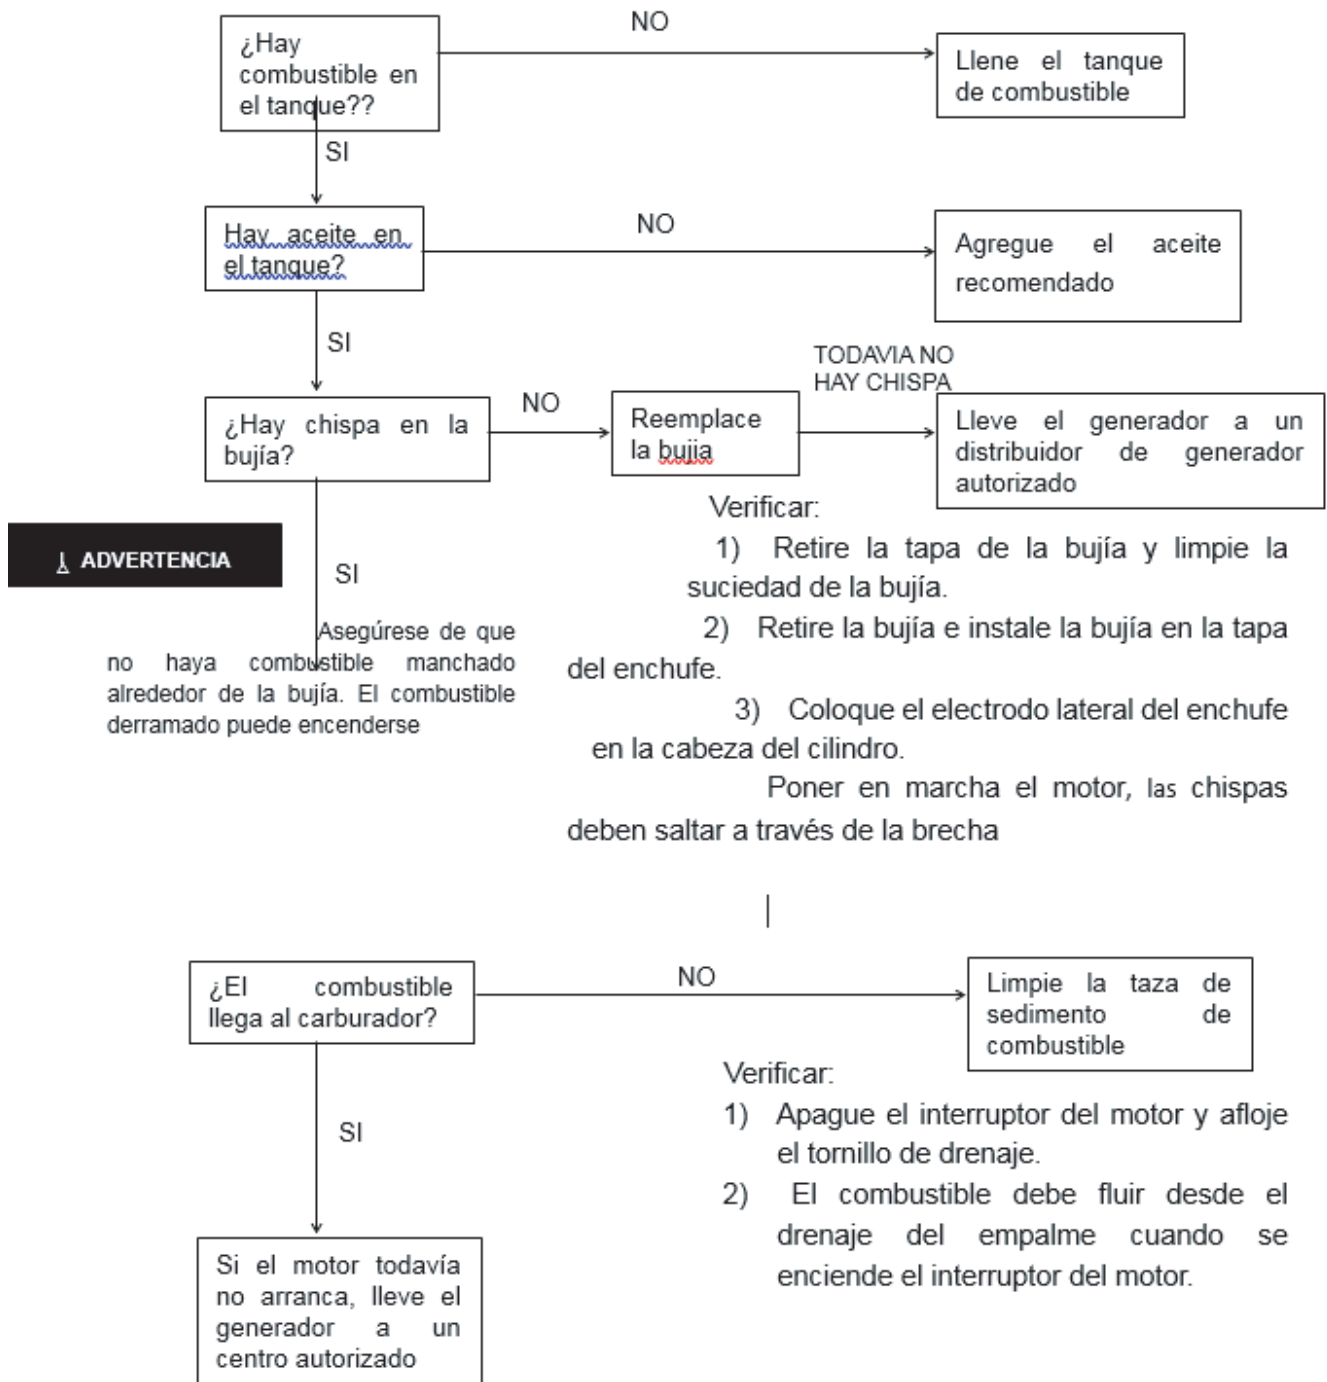 NO
¿Hay
combustible en
el tanque??
Llene el tanque
de combustible
SI
Hay aceite en
el tanque?
NO
Agregue el aceite
recomendado
SI
TODAVIA NO
HAY CHISPA
¿Hay chispa en la
bujía?
NO
Reemplace
la bujia
Lleve el generador a un
distribuidor de generador
autorizado
ADVERTENCIA
SI
Asegúrese de que
no haya combustible manchado
alrededor de la bujía. El combustible
derramado puede encenderse
Verificar:
1) Retire la tapa de la bujía y limpie la
suciedad de la bujía.
2) Retire la bujía e instale la bujía en la tapa
del enchufe.
3) Coloque el electrodo lateral del enchufe
en la cabeza del cilindro.
Poner en marcha el motor, las chispas
deben saltar a través de la brecha
¿El combustible
llega al carburador?
NO
Limpie la taza de
sedimento de
combustible
SI
Verificar:
1) Apague el interruptor del motor y afloje
el tornillo de drenaje.
2) El combustible debe fluir desde el
drenaje del empalme cuando se
enciende el interruptor del motor.
Si el motor todavía
no arranca, lleve el
generador a un
centro autorizado